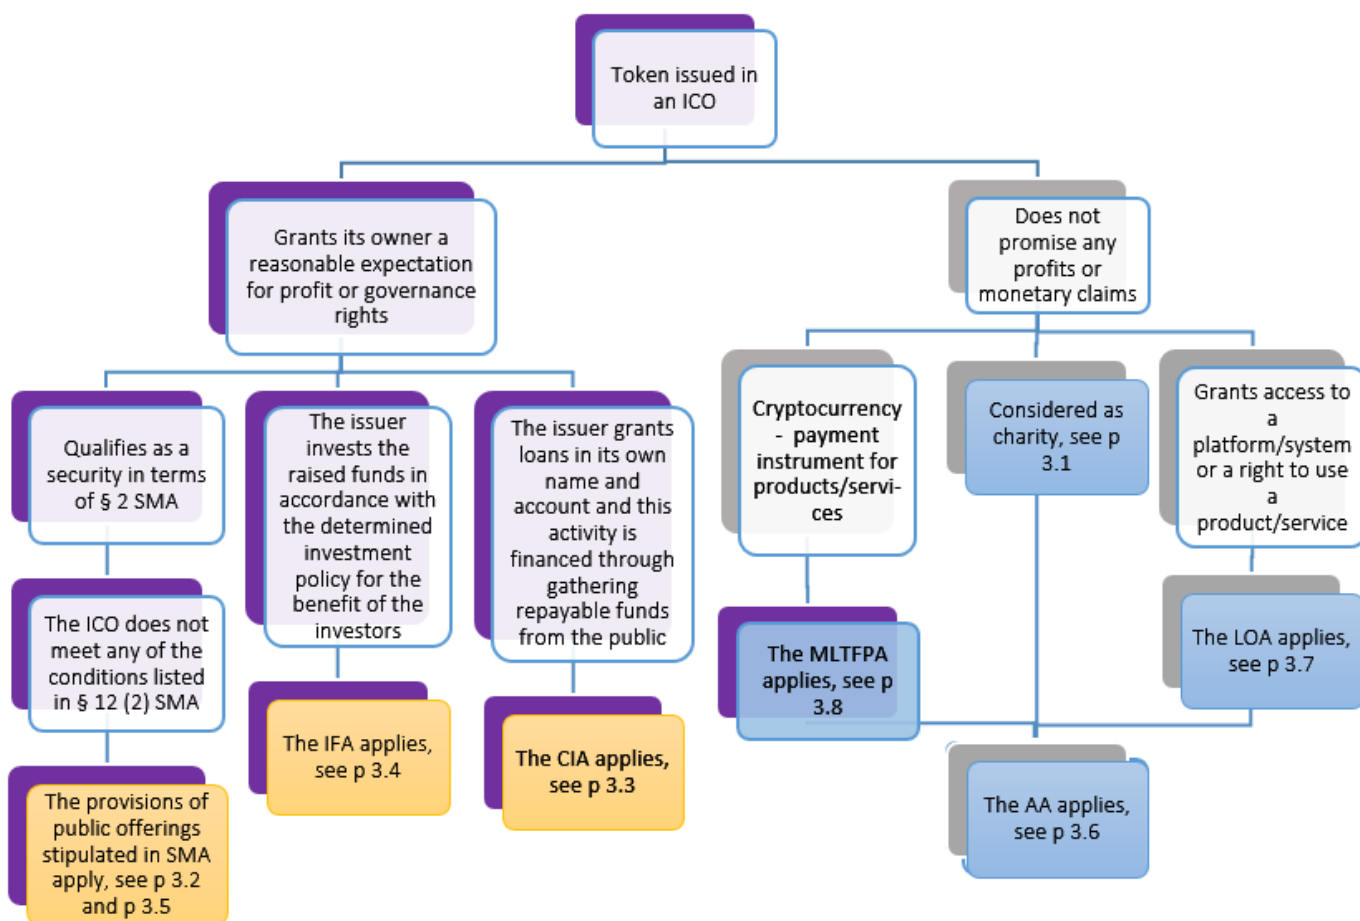 Token issued in
an ICO
Grants its owner a
reasonable expectation
for profit or governance
rights
Does not
promise any
profits or
monetary claims
Qualifies as a
security in terms
of § 2 SMA
The issuer
invests the
raised funds in
accordance with
the determined
investment
policy for the
benefit of the
investors
The issuer grants
loans in its own
name and
account and this
activity is
financed through
gathering
repayable funds
from the public
Cryptocurrency
- payment
instrument for
products/servi-
ces
Considered as
charity, see p
3.1
Grants access to
a
platform/system
or a right to use
a
product/service
The ICO does not
meet any of the
conditions listed
in § 12 (2) SMA
The IFA applies,
see p 3.4
The CIA applies,
see p 3.3
The MLTFPA
applies, see p
3.8
The LOA applies,
see p 3.7
The provisions of
public offerings
stipulated in SMA
apply, see p 3.2
and p 3.5
The AA applies,
see p 3.6